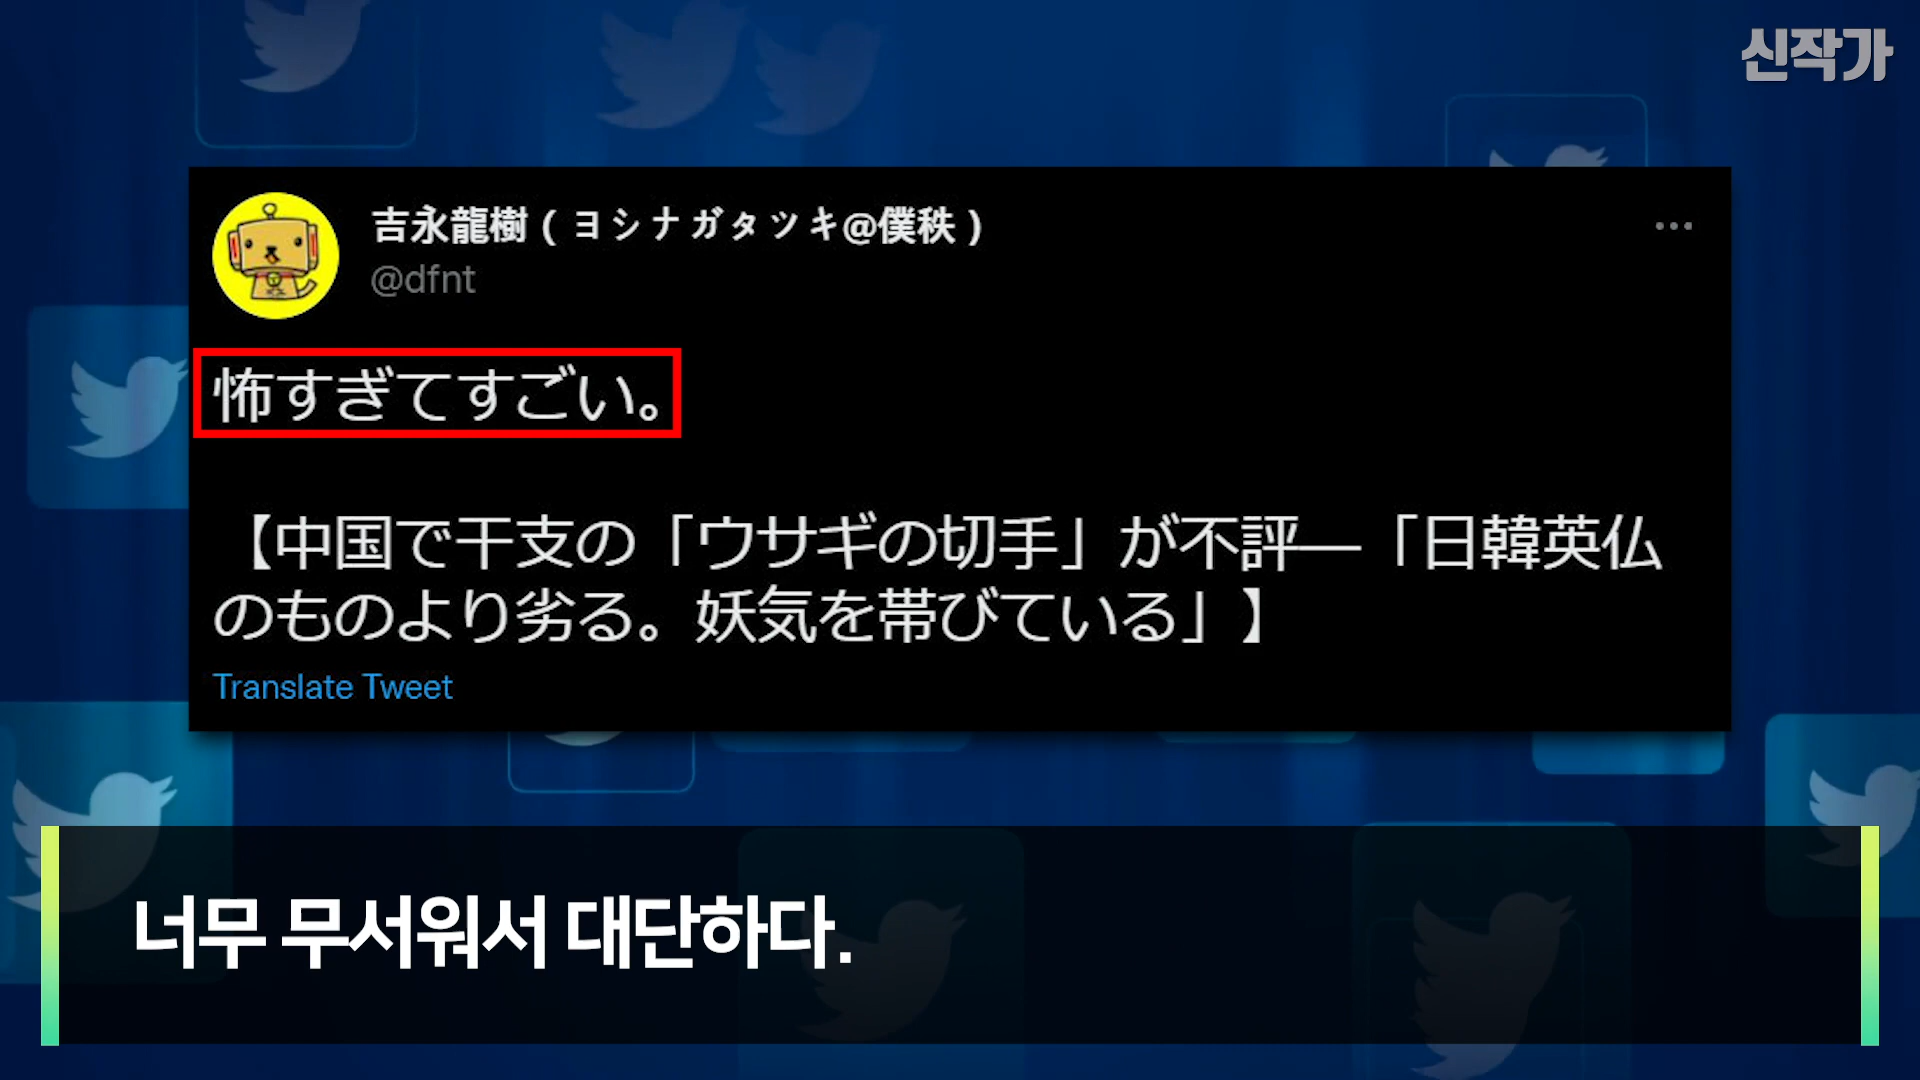 신작가
吉永龍樹(ヨシナガタツキ@僕秩)
@dfnt
怖すぎてすごい。
【中国で干支の「ウサギの切手」が不評―「日韓英仏
のものより劣る。妖気を帯びている」】
Translate Tweet
너무 무서워서 대단하다.